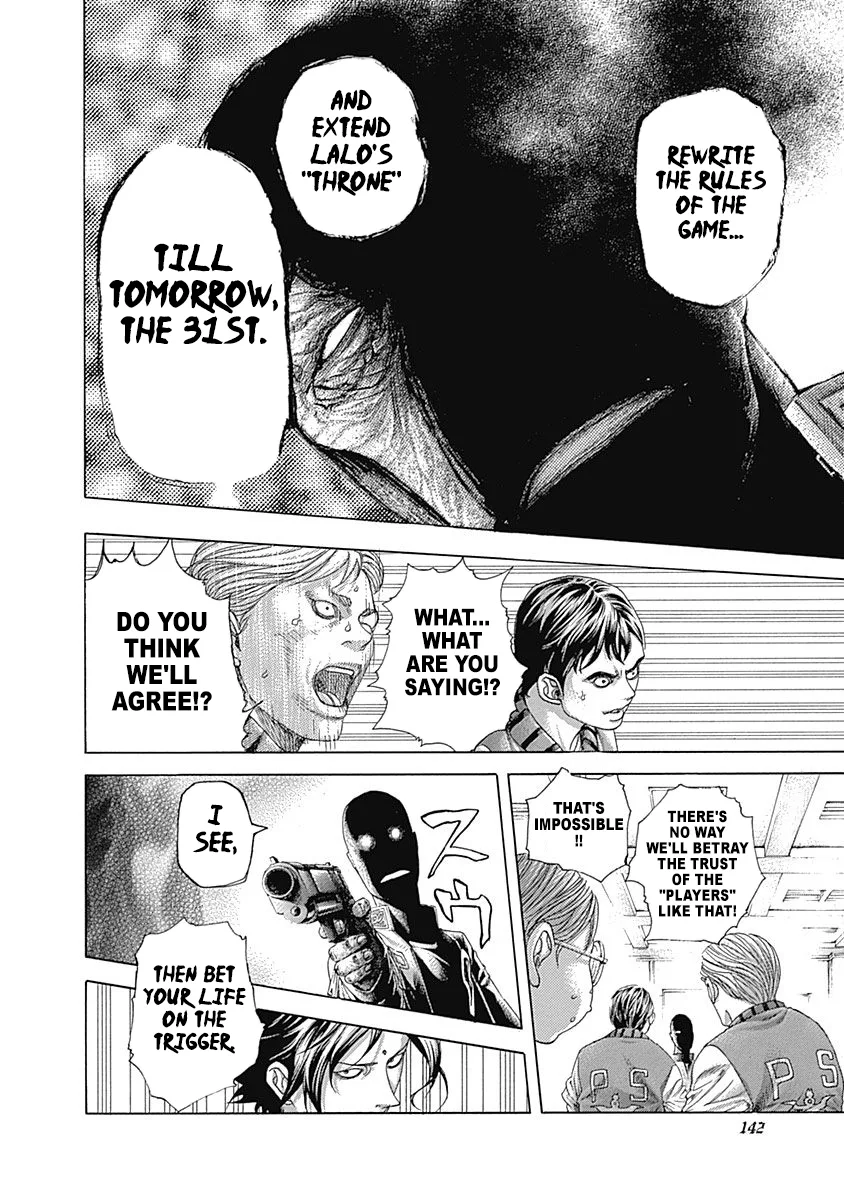 REWRITE
THE RULES
OF THE
GAME...
AND
EXTEND
LALO'S
"THRONE"
TILL
TOMORROW,
THE 31ST.
WHAT...
WHAT
ARE YOU
SAYING!?
DO YOU
THINK
WE'LL
AGREE!?
THERE'S
NO WAY
WE'LL BETRAY
THE TRUST
OF THE
"PLAYERS"
LIKE THAT!
THAT'S
IMPOSSIBLE
!!
P S
P S
スゥ
I
SEE,
THEN BET
YOUR LIFE
ON THE
TRIGGER.
142